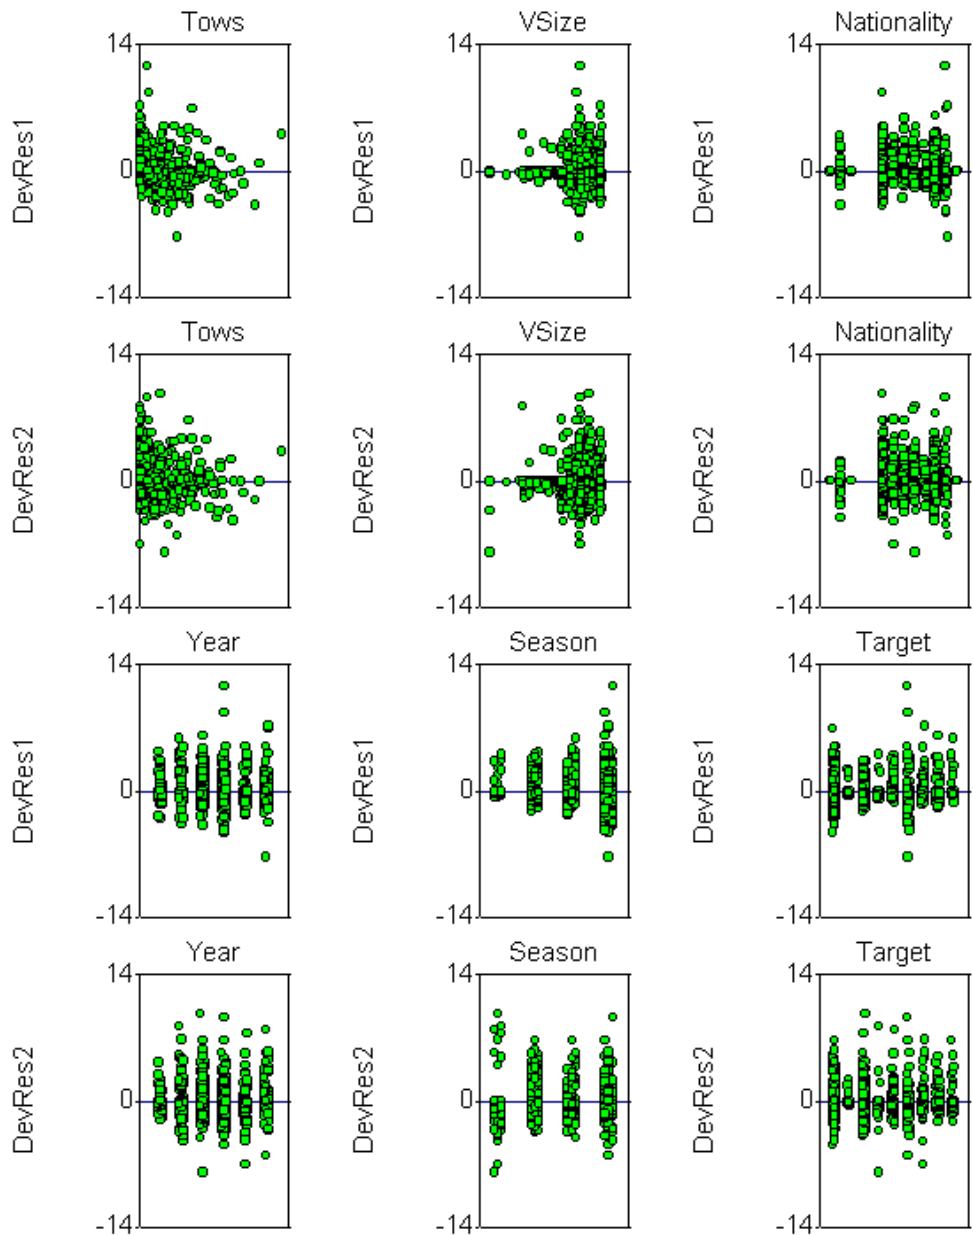 Tows VSize Nationality
14 14 14
DevRes1 DevRes1 DevRes1
0 0 0
-14 -14 -14
Tows VSize Nationality
14 14 14
DevRes2 DevRes2 DevRes2
0 0 0
-14 -14 -14
Year Season Target
14 14 14
DevRes1 DevRes1 DevRes1
0 0 0
-14 -14 -14
Year Season Target
14 14 14
DevRes2 DevRes2 DevRes2
0 0 0
-14 -14 -14